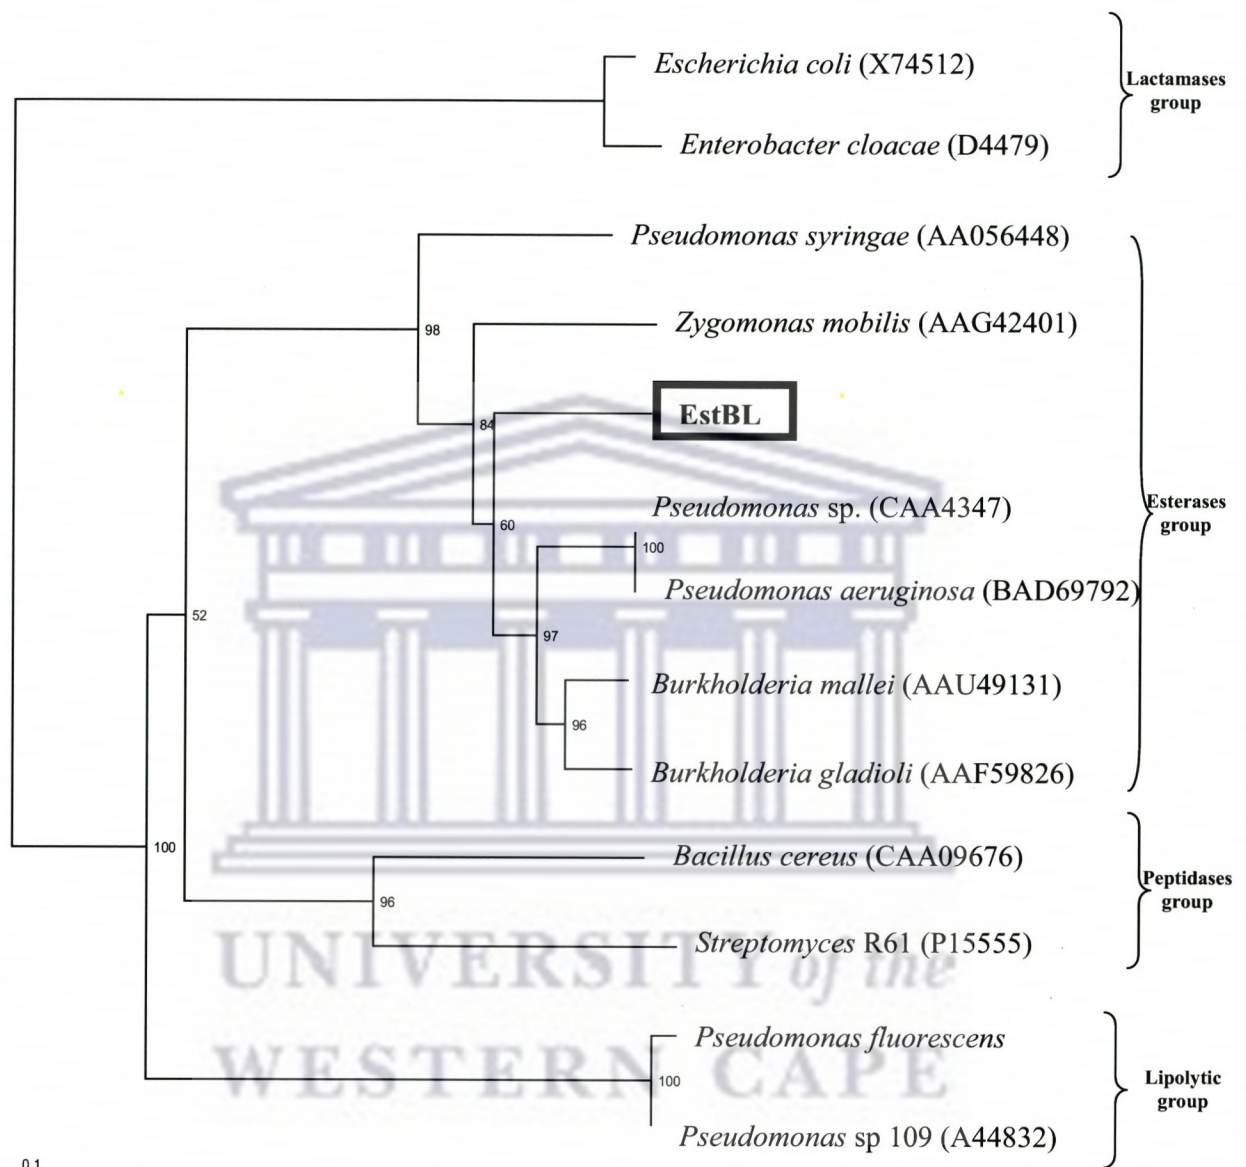 Escherichia coli (X74512)
Lactamases
group
Enterobacter cloacae (D4479)
Pseudomonas syringae (AA056448)
98
Zygomonas mobilis (AAG42401)
EstBL
84
Pseudomonas sp. (CAA4347)
Esterases
group
60
100
Pseudomonas aeruginosa (BAD69792)
52
97
Burkholderia mallei (AAU49131)
96
Burkholderia gladioli (AAF59826)
100
Bacillus cereus (CAA09676)
Peptidases
group
96
Streptomyces R61 (P15555)
UNIVERSITY of the
Pseudomonas fluorescens
WESTERN CAPE
100
Lipolytic
group
Pseudomonas sp 109 (A44832)
0.1